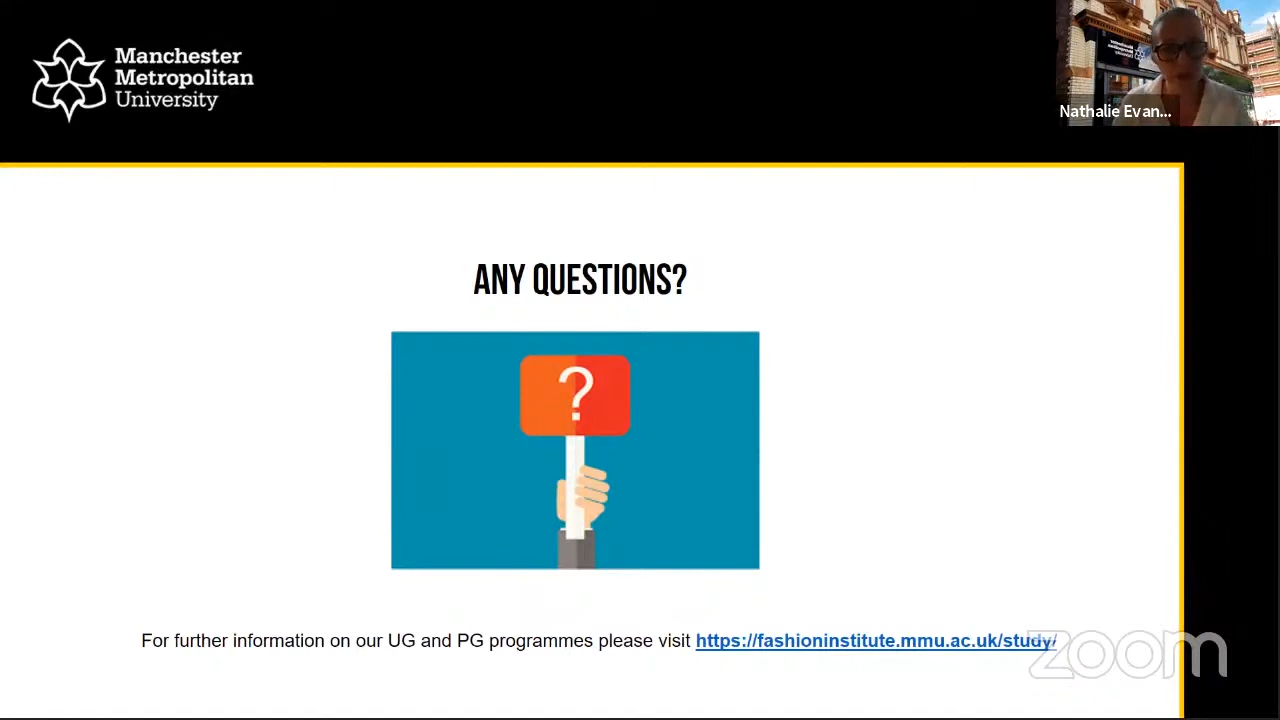 Manchester
Metropolitan
University
Nathalie Evan...
ANY QUESTIONS?
?
For further information on our UG and PG programmes please visit https://fashioninstitute.mmu.ac.uk/study/
zoom